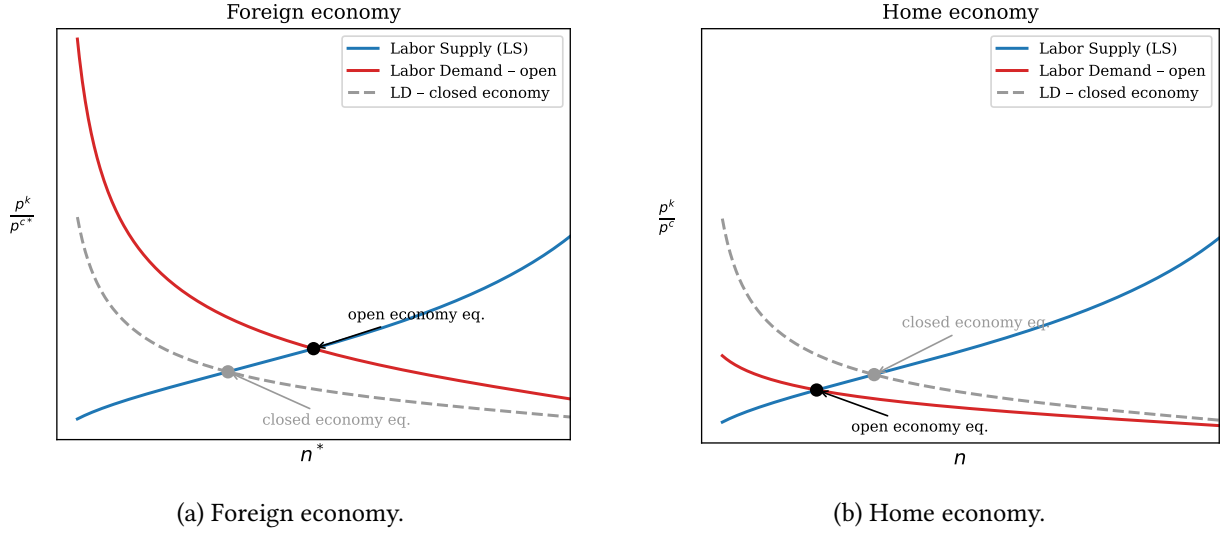 Foreign economy
Labor Supply (LS)
Labor Demand – open
LD – closed economy
p^k
p^{c*}
open economy eq.
closed economy eq.
n*
(a) Foreign economy.
Home economy
Labor Supply (LS)
Labor Demand – open
LD – closed economy
p^k
p^c
closed economy eq.
open economy eq.
n
(b) Home economy.